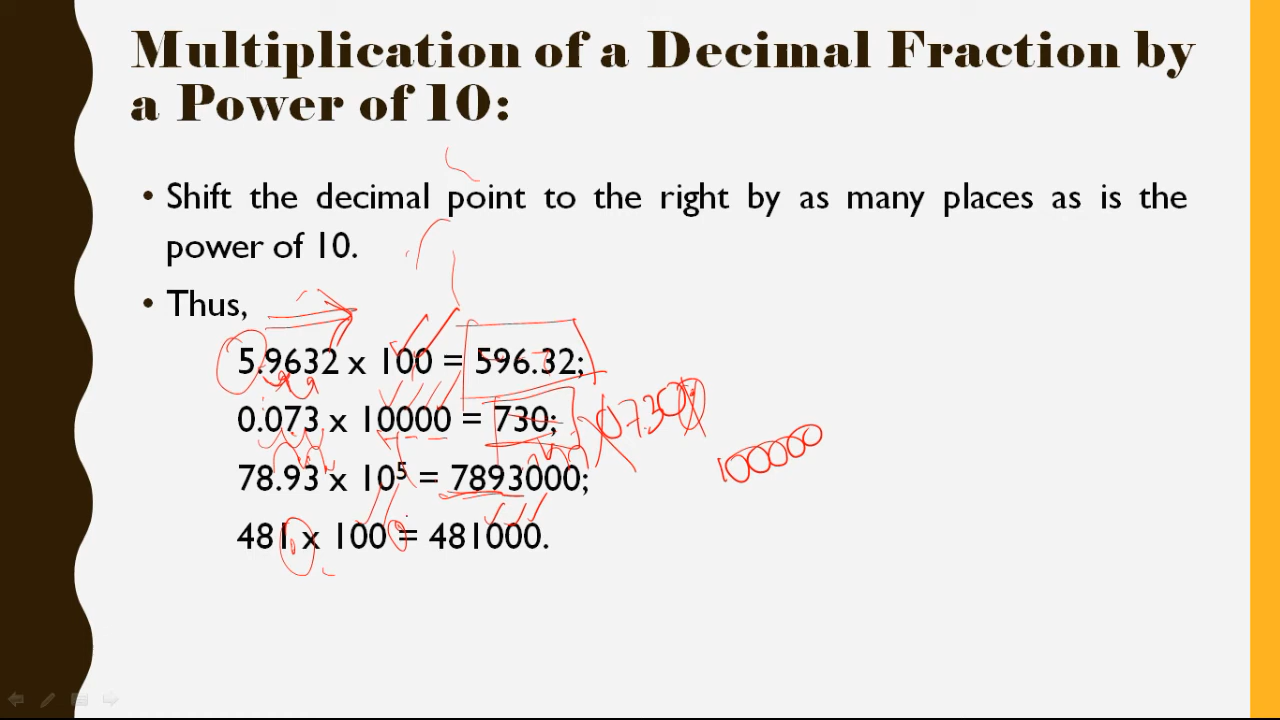 Multiplication of a Decimal Fraction by
a Power of 10:
• Shift the decimal point to the right by as many places as is the
power of 10.
• Thus,
5.9632 x 100 = 596.32;
0.073 x 10000 = 730;
78.93 x 10⁵ = 7893000;
100000
481 x 100 = 481000.